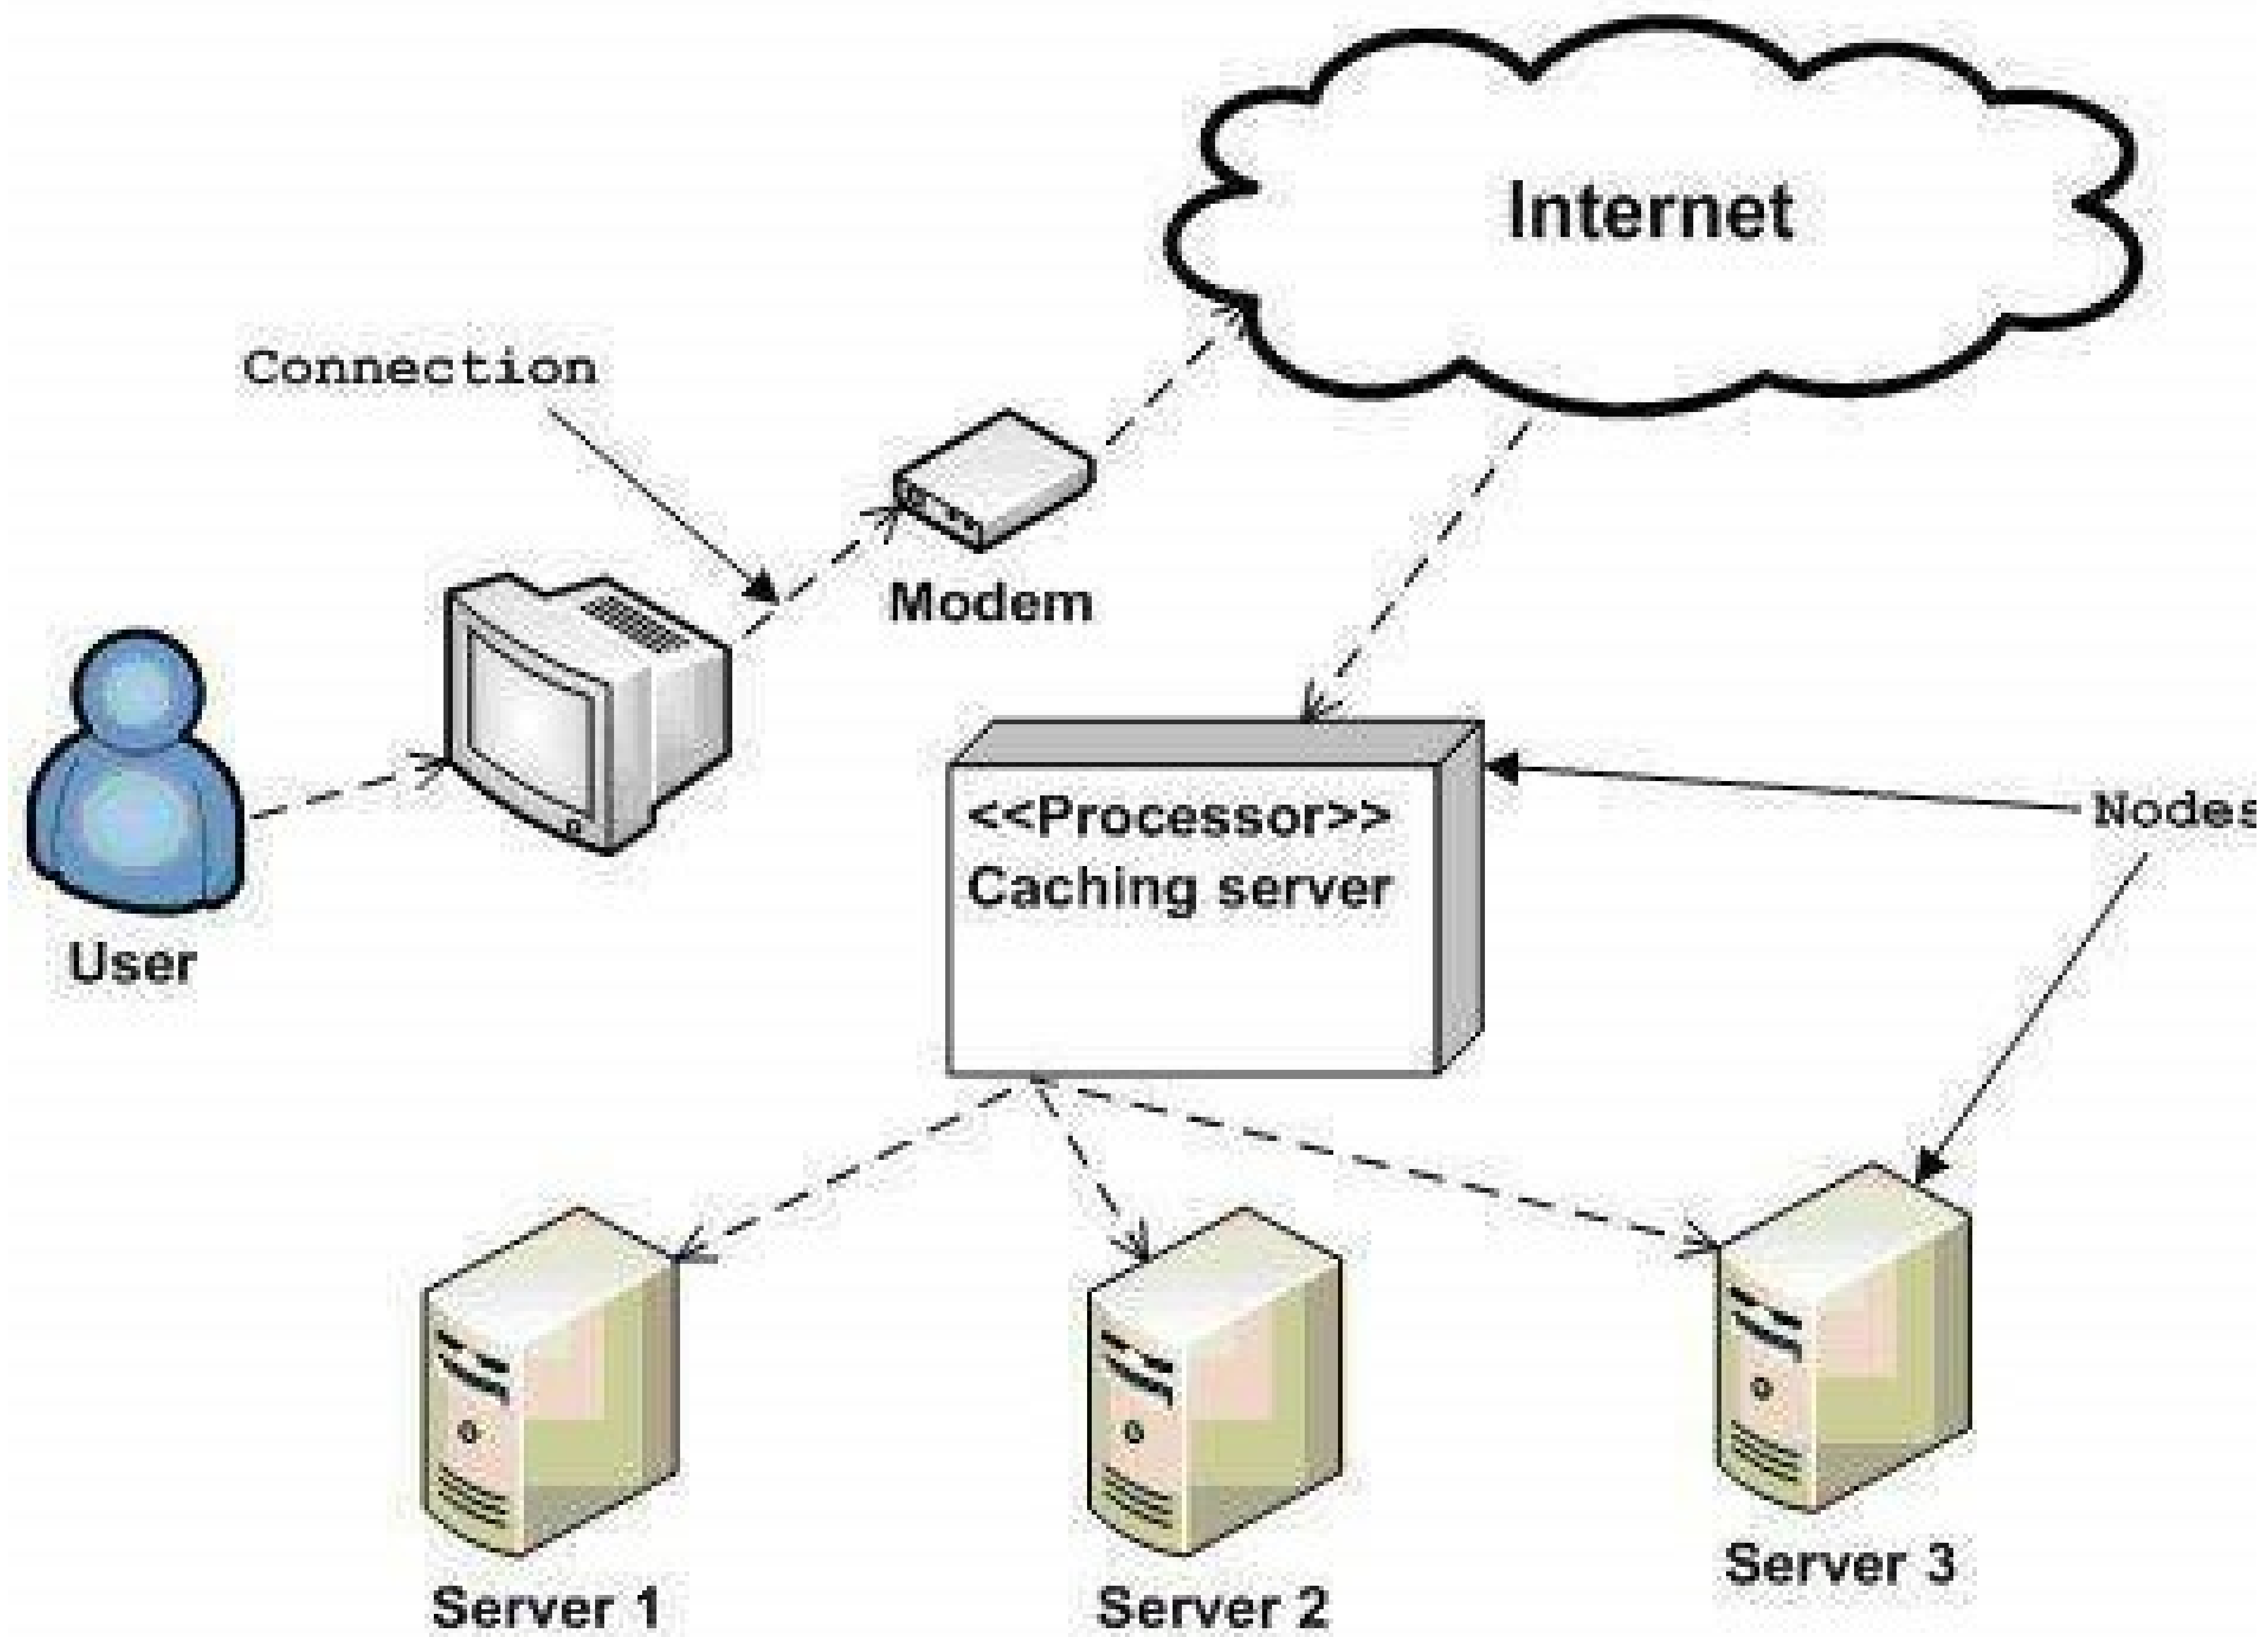 Internet
Connection
Modem
<<Processor>>
Caching server
Nodes
User
Server 1
Server 2
Server 3